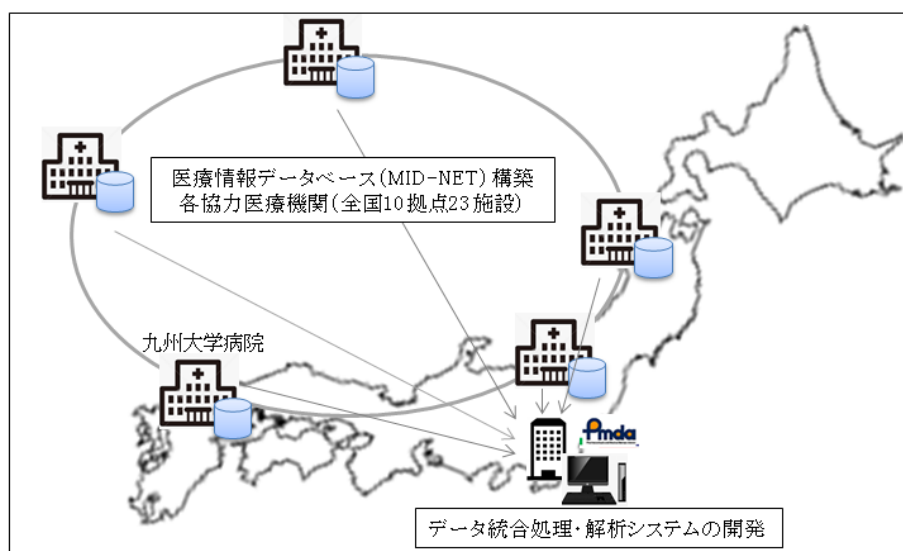 医療情報データベース(MID-NET)構築
各協力医療機関(全国10拠点23施設)
九州大学病院
Pmda
データ統合処理・解析システムの開発